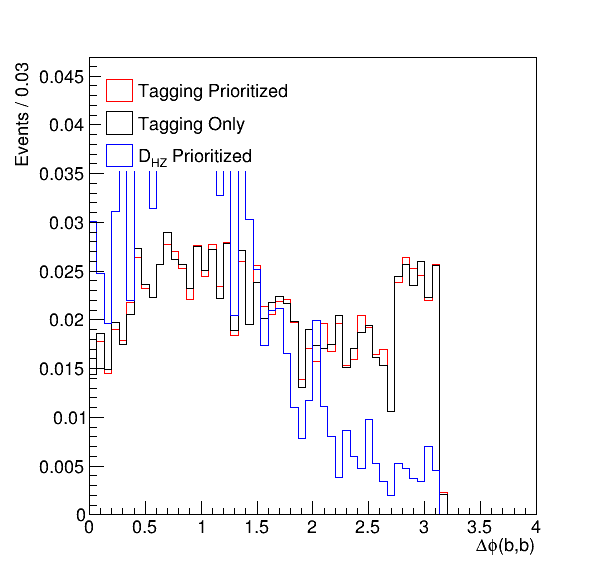 Events / 0.03
0.045
0.04
0.035
0.03
0.025
0.02
0.015
0.01
0.005
0
Tagging Prioritized
Tagging Only
D_HZ Prioritized
0 0.5 1 1.5 2 2.5 3 3.5 4
Δϕ(b,b)